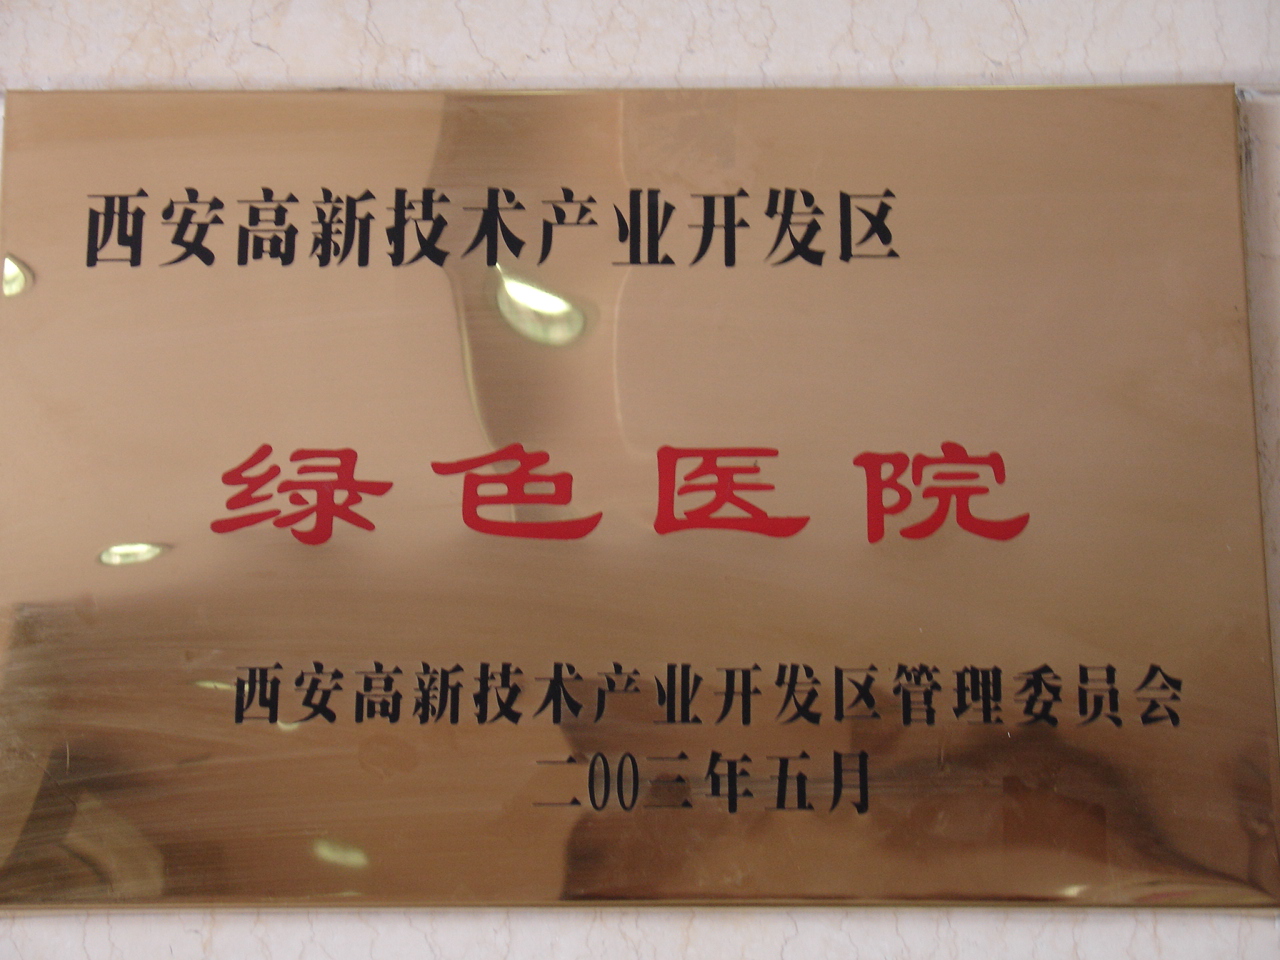 西安高新技术产业开发区
绿色医院
西安高新技术产业开发区管理委员会
二00三年五月